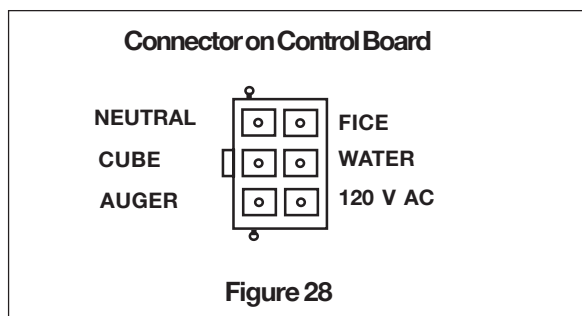 Connector on Control Board
NEUTRAL FICE
CUBE WATER
AUGER 120 V AC
Figure 28